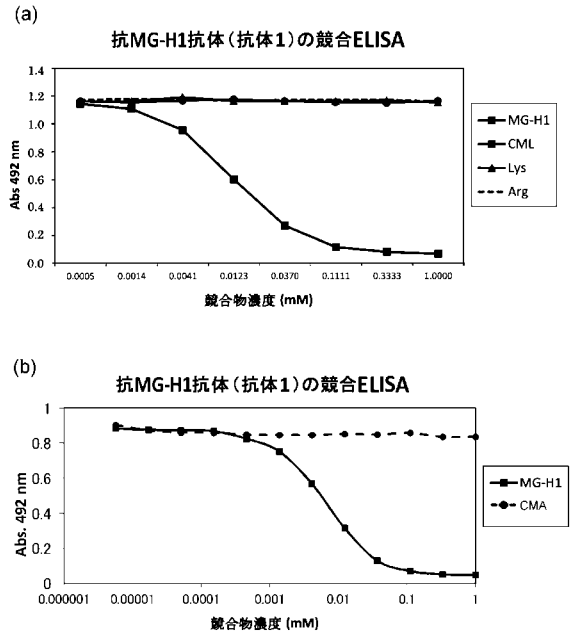 (a)
抗MG-H1抗体(抗体1)の競合ELISA
1.4
1.2
1.0
0.8
0.6
0.4
0.2
0.0
Abs 492 nm
0.0005 0.0014 0.0041 0.0123 0.0370 0.1111 0.3333 1.0000
競合物濃度 (mM)
MG-H1
CML
Lys
Arg
(b)
抗MG-H1抗体(抗体1)の競合ELISA
1
0.8
0.6
0.4
0.2
0
Abs. 492 nm
0.000001 0.00001 0.0001 0.001 0.01 0.1 1
競合物濃度 (mM)
MG-H1
CMA